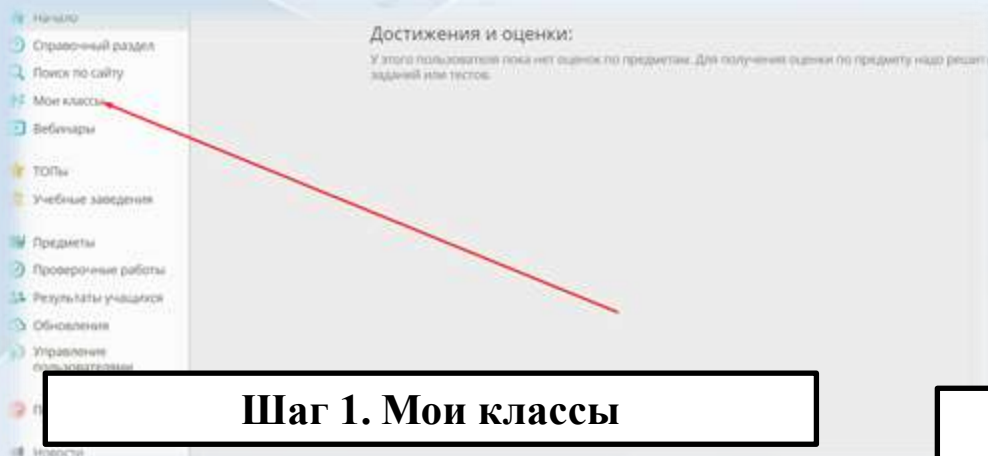 Начало
Справочный раздел
Поиск по сайту
Мои классы
Вебинары
ТОПы
Учебные заведения
Предметы
Проверочные работы
Результаты учащихся
Обновления
Управление
пользователями
Новости
Достижения и оценки:
У этого пользователя пока нет оценок по предметам. Для получения оценки по предмету надо решить
заданий или тестов.
Шаг 1. Мои классы